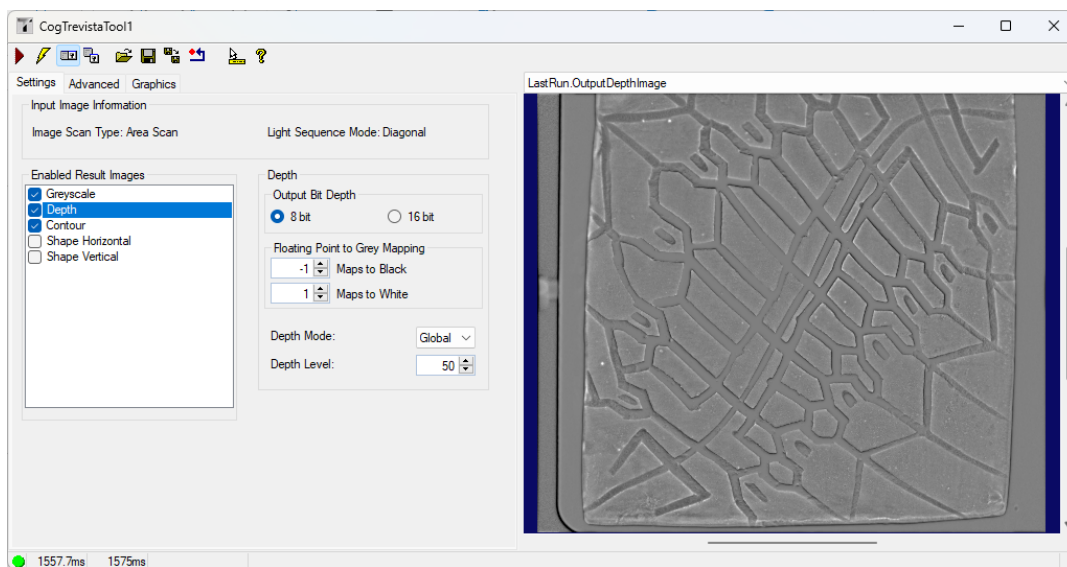 CogTrevistaTool1
Settings Advanced Graphics
LastRun.OutputDepthImage
Input Image Information
Image Scan Type: Area Scan Light Sequence Mode: Diagonal
Enabled Result Images
Greyscale
Depth
Contour
Shape Horizontal
Shape Vertical
Depth
Output Bit Depth
8 bit 16 bit
Floating Point to Grey Mapping
-1 Maps to Black
1 Maps to White
Depth Mode: Global
Depth Level: 50
1557.7ms 1575ms